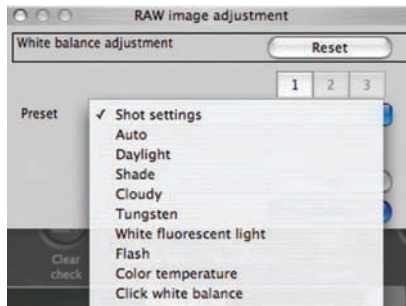 RAW image adjustment
White balance adjustment
Reset
1 2 3
Preset
✓ Shot settings
Auto
Daylight
Shade
Cloudy
Tungsten
White fluorescent light
Flash
Color temperature
Click white balance
Clear
check